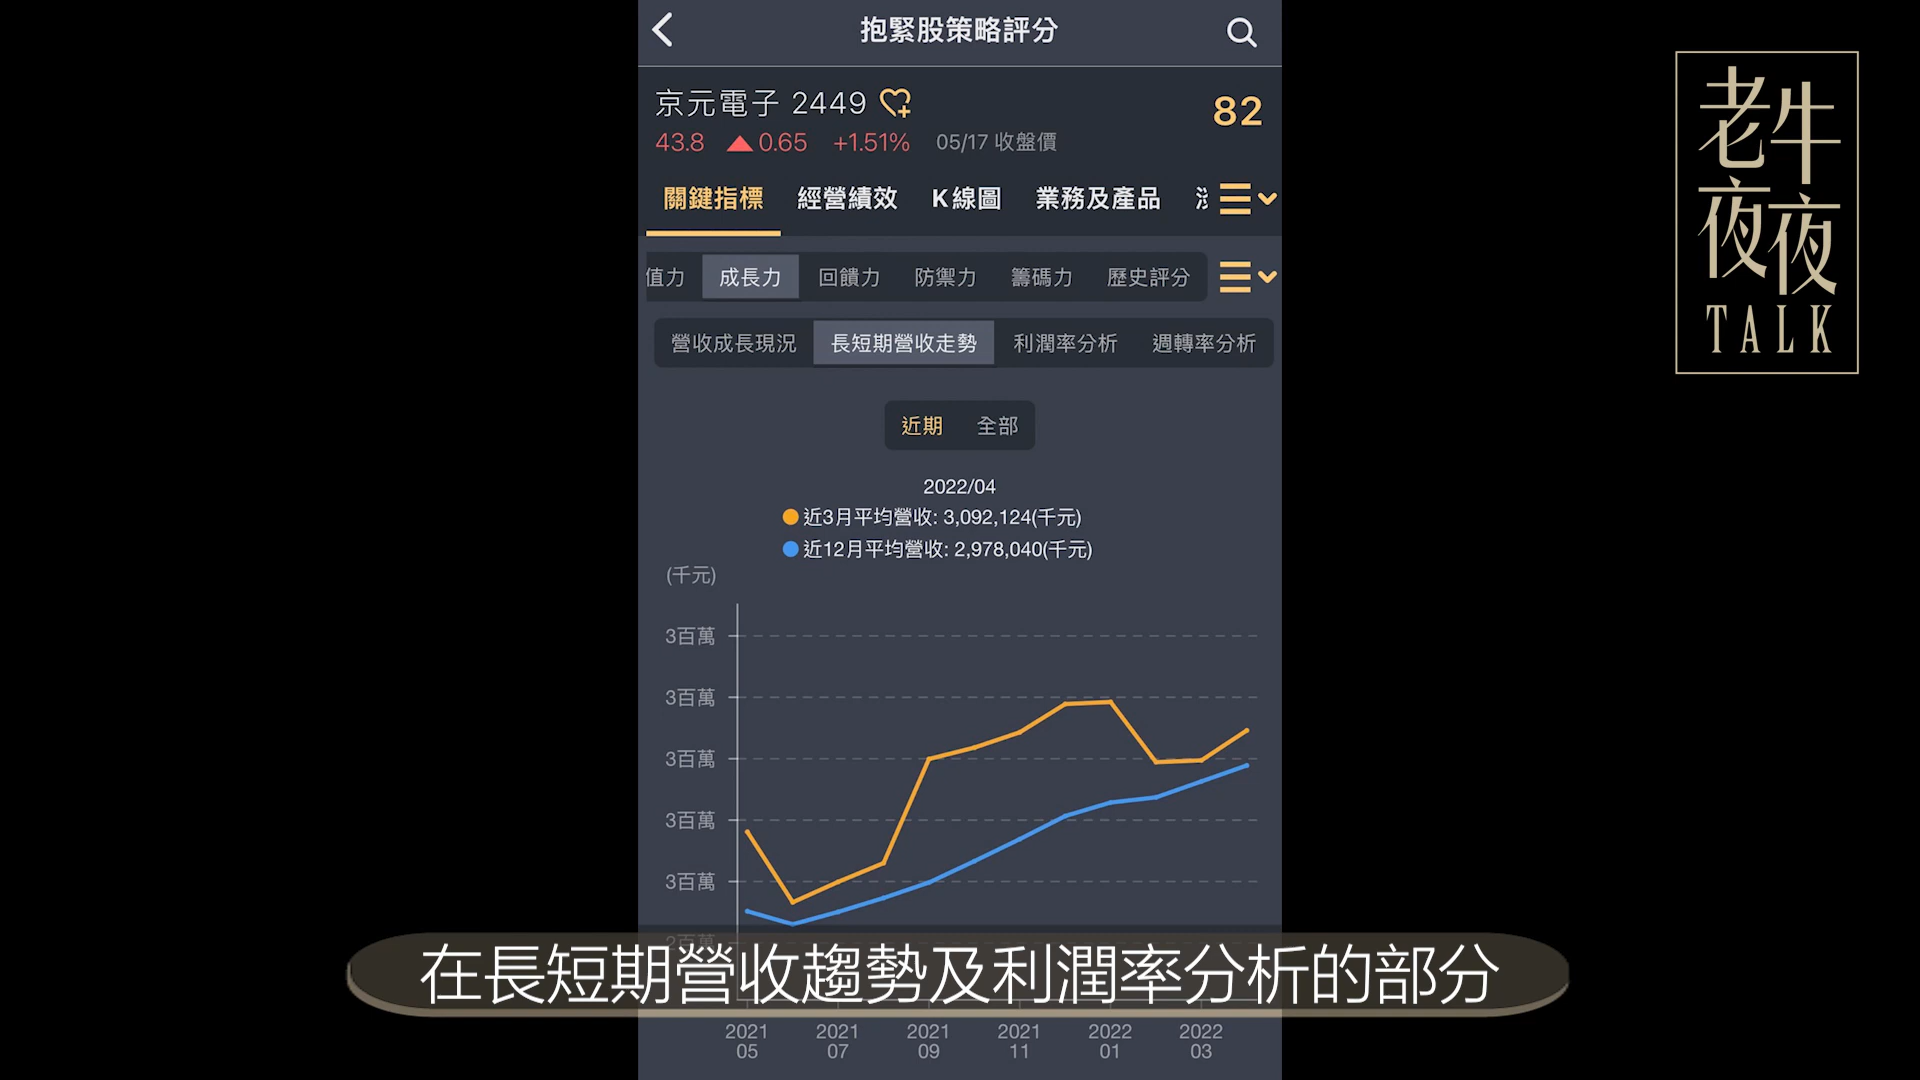 抱緊股策略評分
京元電子 2449
82
43.8 ▲ 0.65 +1.51% 05/17 收盤價
關鍵指標 經營績效 K線圖 業務及產品
值力 成長力 回饋力 防禦力 籌碼力 歷史評分
營收成長現況 長短期營收走勢 利潤率分析 週轉率分析
近期 全部
2022/04
近3月平均營收: 3,092,124(千元)
近12月平均營收: 2,978,040(千元)
(千元)
3百萬
3百萬
3百萬
3百萬
3百萬
2百萬
在長短期營收趨勢及利潤率分析的部分
2021 2021 2021 2021 2022 2022
05 07 09 11 01 03
老牛
夜夜
TALK